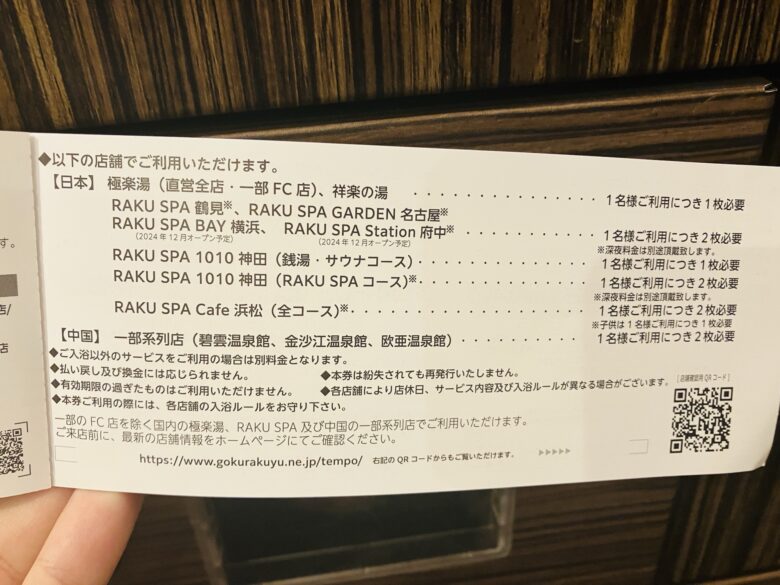 ◆以下の店舗でご利用いただけます。
【日本】 極楽湯（直営全店・一部FC店）、祥楽の湯 ・・・・・・・・・・・・・・・・ 1名様ご利用につき1枚必要
RAKU SPA 鶴見※、RAKU SPA GARDEN 名古屋※
RAKU SPA BAY 横浜、 RAKU SPA Station 府中※ ・・・・・・・・・・・・ 1名様ご利用につき2枚必要
（2024年12月オープン予定） （2024年12月オープン予定） ※深夜料金は別途頂戴致します。
RAKU SPA 1010 神田（銭湯・サウナコース）・・・・・・・・・・・・・・・ 1名様ご利用につき1枚必要
RAKU SPA 1010 神田（RAKU SPA コース）※・・・・・・・・・・・・・・・ 1名様ご利用につき2枚必要
※深夜料金は別途頂戴致します。
RAKU SPA Cafe 浜松（全コース）※・・・・・・・・・・・・・・・・・・・ 1名様ご利用につき2枚必要
※子供は1名様ご利用につき1枚必要
【中国】 一部系列店（碧雲温泉館、金沙江温泉館、欧亜温泉館）・・・・・・・・・・ 1名様ご利用につき2枚必要
◆ご入浴以外のサービスをご利用の場合は別料金となります。
◆払い戻し及び換金には応じられません。 ◆本券は紛失されても再発行いたしません。
◆有効期限の過ぎたものはご利用いただけません。 ◆各店舗により店休日、サービス内容及び入浴ルールが異なる場合がございます。
◆本券ご利用の際には、各店舗の入浴ルールをお守り下さい。
［店舗確認用QRコード］
一部のFC店を除く国内の極楽湯、RAKU SPA 及び中国の一部系列店でご利用いただけます。
ご来店前に、最新の店舗情報をホームページにてご確認ください。
https://www.gokurakuyu.ne.jp/tempo/ 右記のQRコードからもご覧いただけます。
す。
店/
店